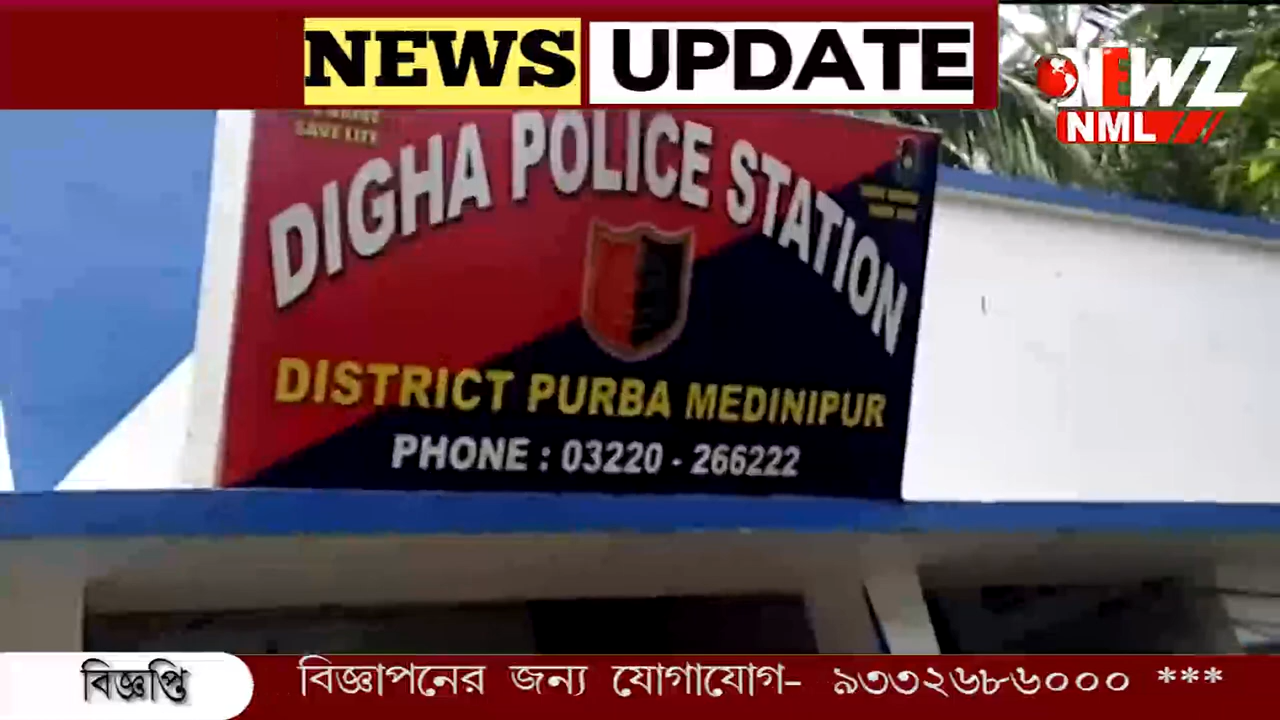 NEWS UPDATE
NEWZ
NML
SAVE LIFE
DIGHA POLICE STATION
DISTRICT PURBA MEDINIPUR
PHONE : 03220 - 266222
বিজ্ঞপ্তি
বিজ্ঞাপনের জন্য যোগাযোগ- ৯৩৩২৬৮৬০০০ ***